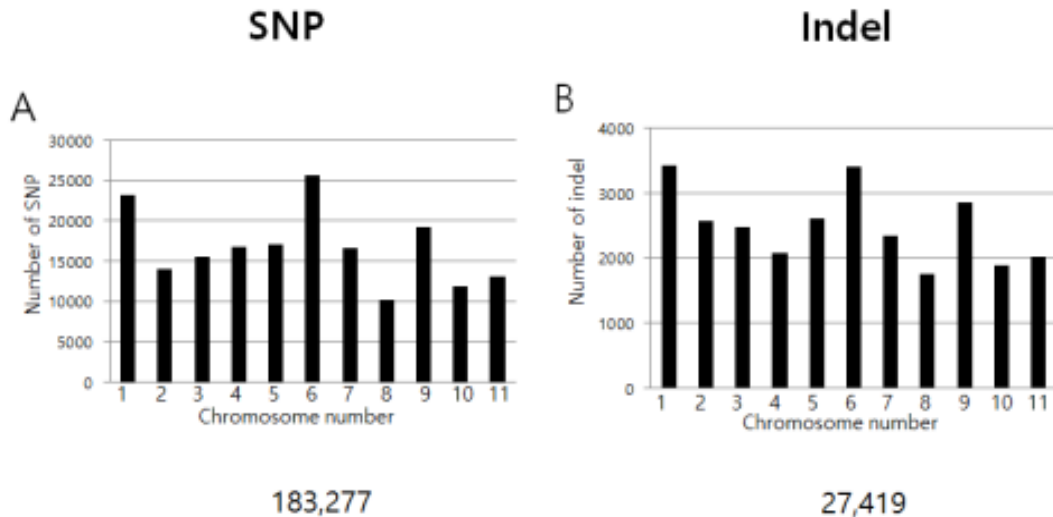 SNP
Indel
A
30000
25000
20000
15000
10000
5000
0
Number of SNP
1 2 3 4 5 6 7 8 9 10 11
Chromosome number
183,277
B
4000
3000
2000
1000
0
Number of indel
1 2 3 4 5 6 7 8 9 10 11
Chromosome number
27,419